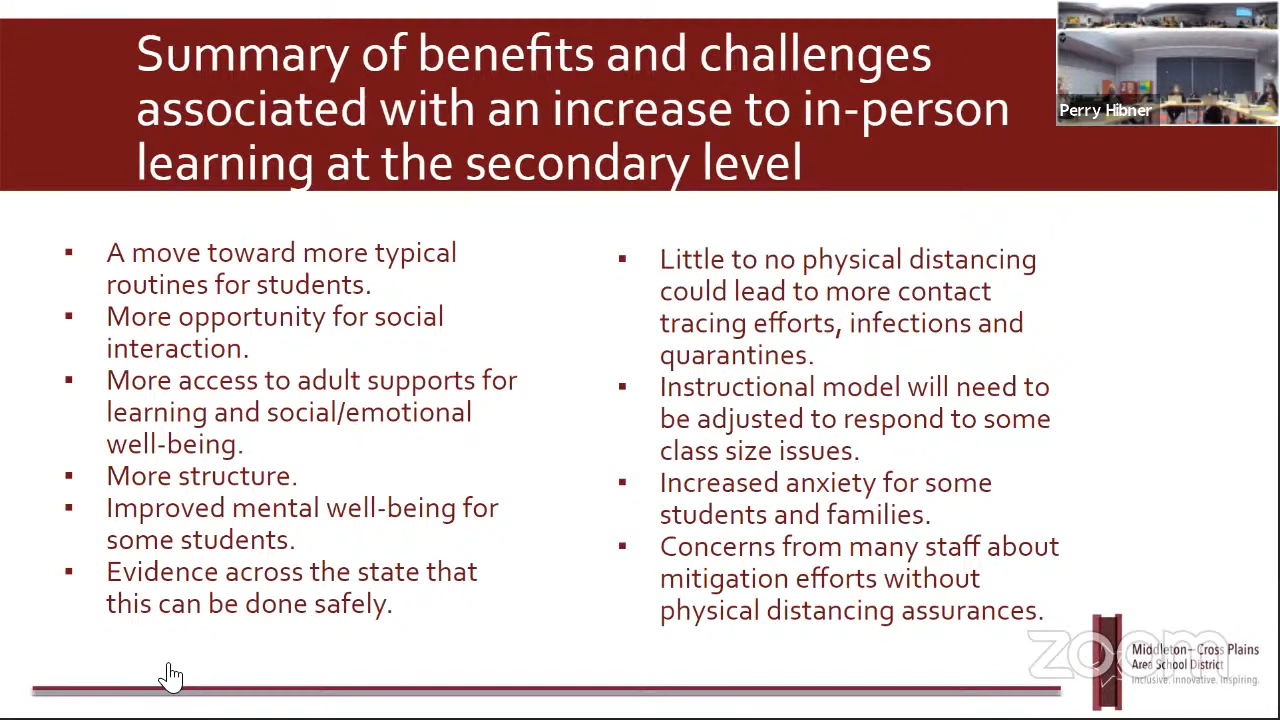 Summary of benefits and challenges
associated with an increase to in-person
learning at the secondary level
Perry Hibner
▪ A move toward more typical
routines for students.
▪ More opportunity for social
interaction.
▪ More access to adult supports for
learning and social/emotional
well-being.
▪ More structure.
▪ Improved mental well-being for
some students.
▪ Evidence across the state that
this can be done safely.
▪ Little to no physical distancing
could lead to more contact
tracing efforts, infections and
quarantines.
▪ Instructional model will need to
be adjusted to respond to some
class size issues.
▪ Increased anxiety for some
students and families.
▪ Concerns from many staff about
mitigation efforts without
physical distancing assurances.
zoom
Middleton–Cross Plains
Area School District
Inclusive. Innovative. Inspiring.